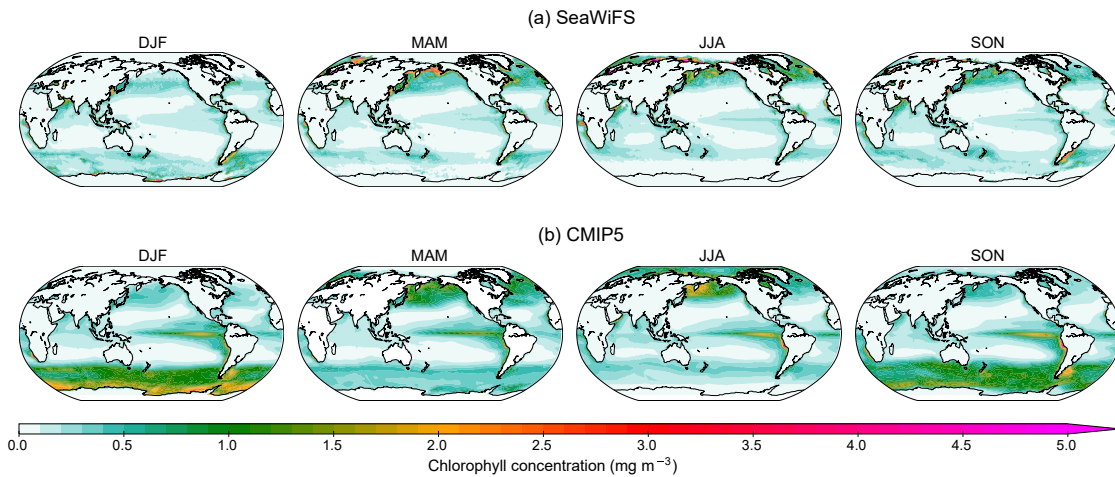 (a) SeaWiFS
DJF MAM JJA SON
(b) CMIP5
DJF MAM JJA SON
0.0 0.5 1.0 1.5 2.0 2.5 3.0 3.5 4.0 4.5 5.0
Chlorophyll concentration (mg m⁻³)